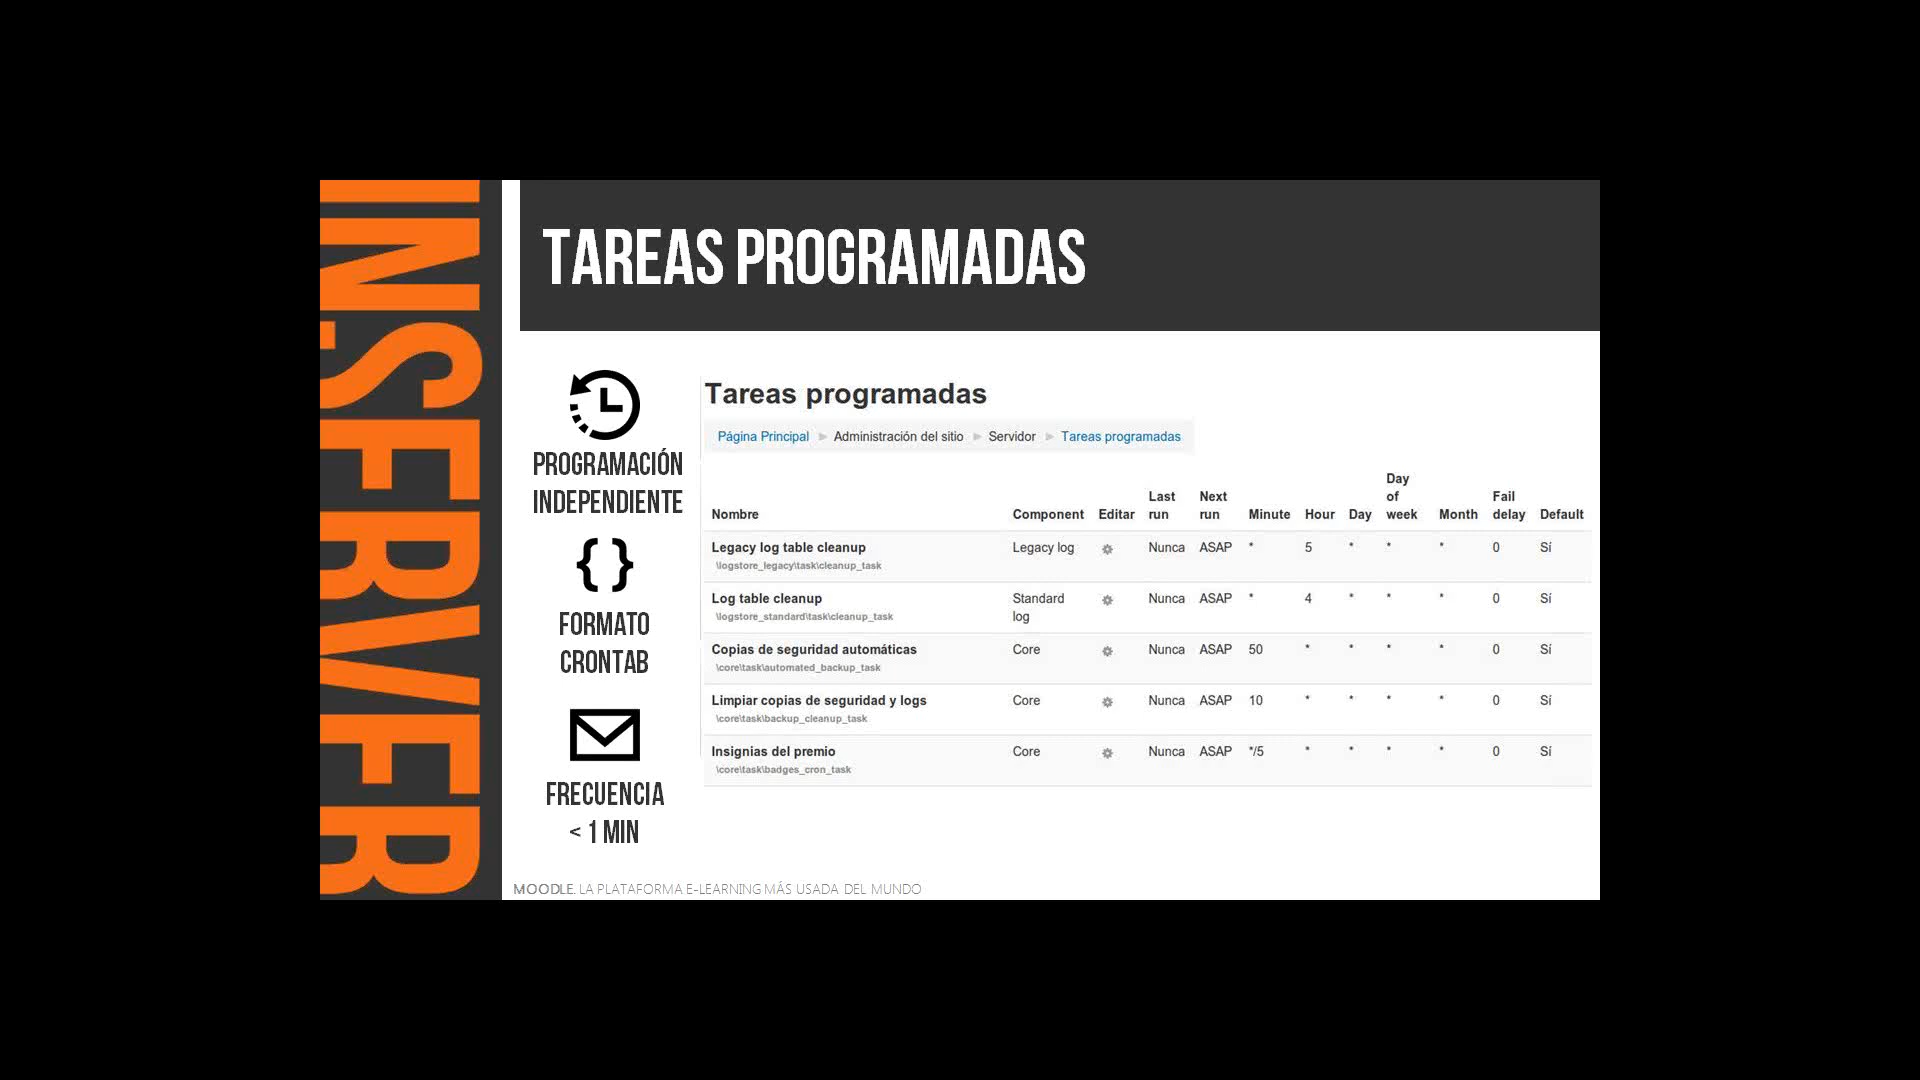 INSERVER
TAREAS PROGRAMADAS
PROGRAMACIÓN
INDEPENDIENTE
{ }
FORMATO
CRONTAB
FRECUENCIA
< 1 MIN
Tareas programadas
Página Principal ▶ Administración del sitio ▶ Servidor ▶ Tareas programadas
Nombre Component Editar Last run Next run Minute Hour Day Day of week Month Fail delay Default
Legacy log table cleanup Legacy log Nunca ASAP * 5 * * * 0 Sí
\logstore_legacy\task\cleanup_task
Log table cleanup Standard log Nunca ASAP * 4 * * * 0 Sí
\logstore_standard\task\cleanup_task
Copias de seguridad automáticas Core Nunca ASAP 50 * * * * 0 Sí
\core\task\automated_backup_task
Limpiar copias de seguridad y logs Core Nunca ASAP 10 * * * * 0 Sí
\core\task\backup_cleanup_task
Insignias del premio Core Nunca ASAP */5 * * * * 0 Sí
\core\task\badges_cron_task
MOODLE. LA PLATAFORMA E-LEARNING MÁS USADA DEL MUNDO